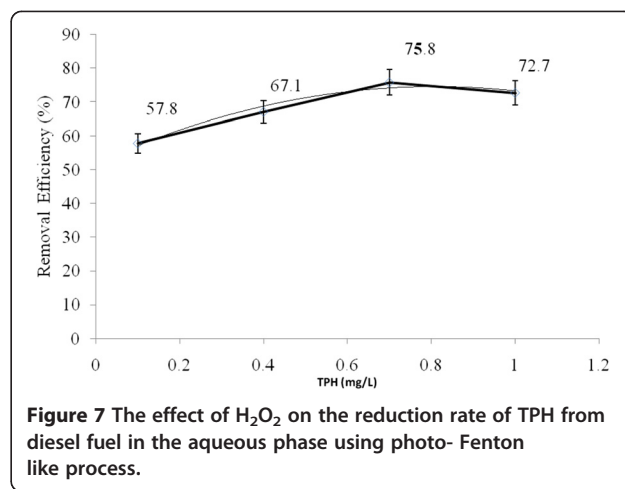 90
80
70
60
50
40
30
20
10
0
Removal Efficiency (%)
57.8
67.1
75.8
72.7
0 0.2 0.4 0.6 0.8 1 1.2
TPH (mg/L)
Figure 7 The effect of H₂O₂ on the reduction rate of TPH from
diesel fuel in the aqueous phase using photo- Fenton
like process.